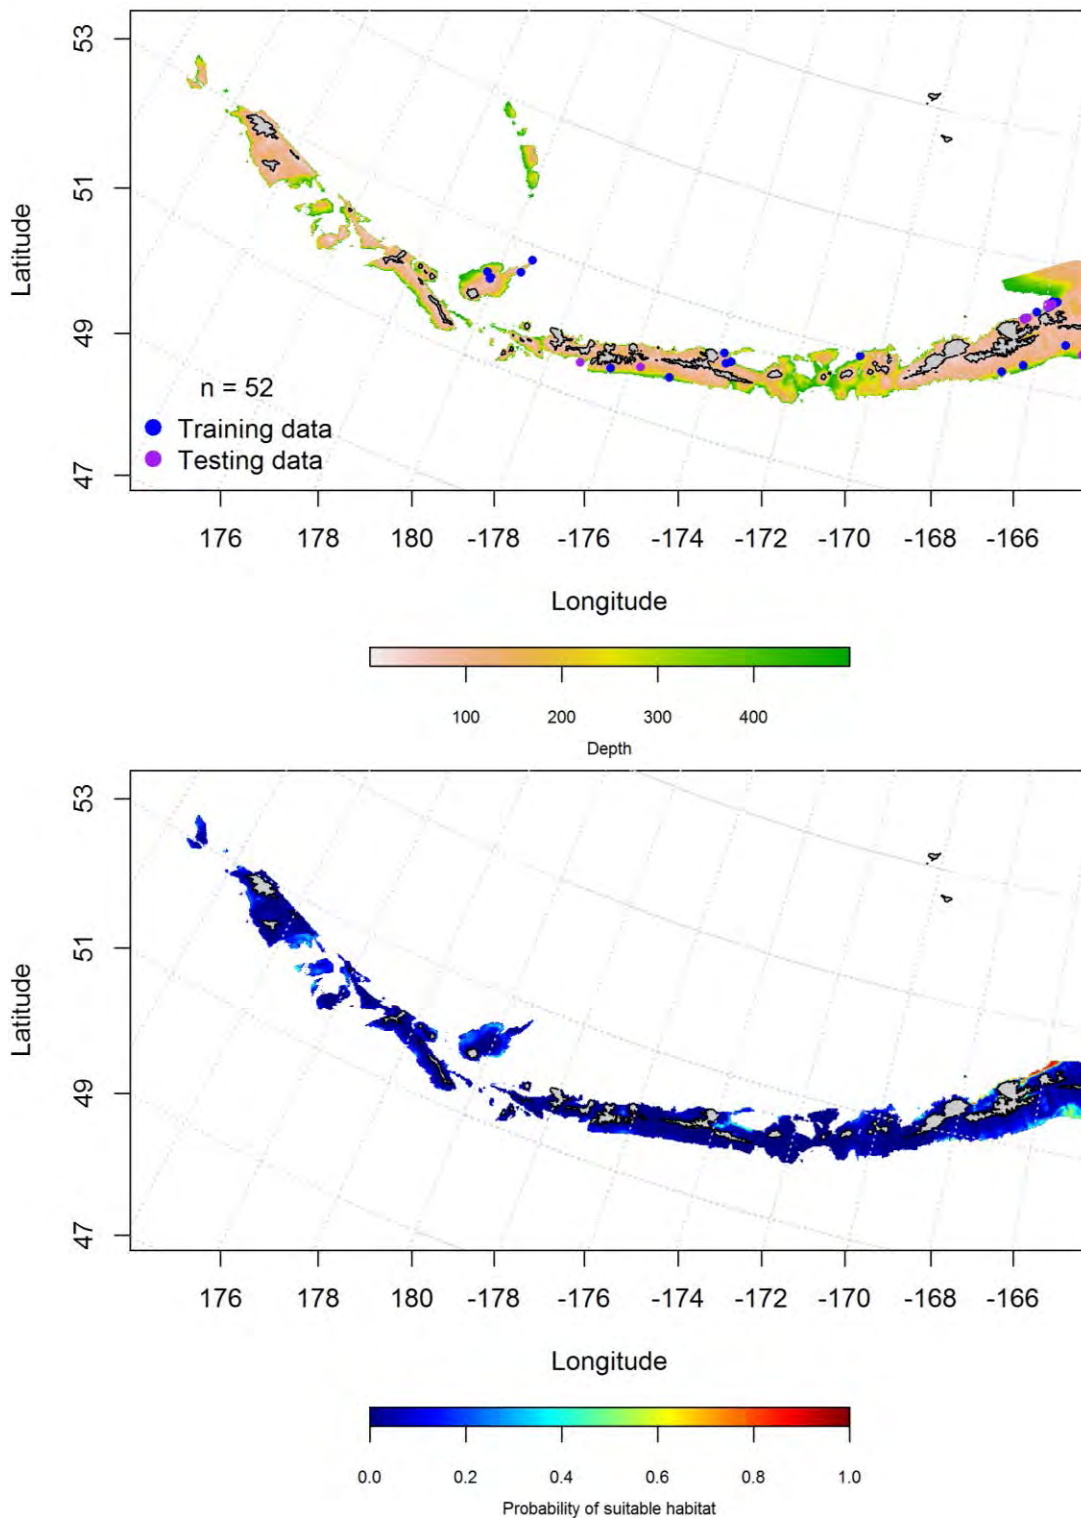 53
51
49
47
Latitude
n = 52
Training data
Testing data
176 178 180 -178 -176 -174 -172 -170 -168 -166
Longitude
100 200 300 400
Depth
53
51
49
47
Latitude
176 178 180 -178 -176 -174 -172 -170 -168 -166
Longitude
0.0 0.2 0.4 0.6 0.8 1.0
Probability of suitable habitat